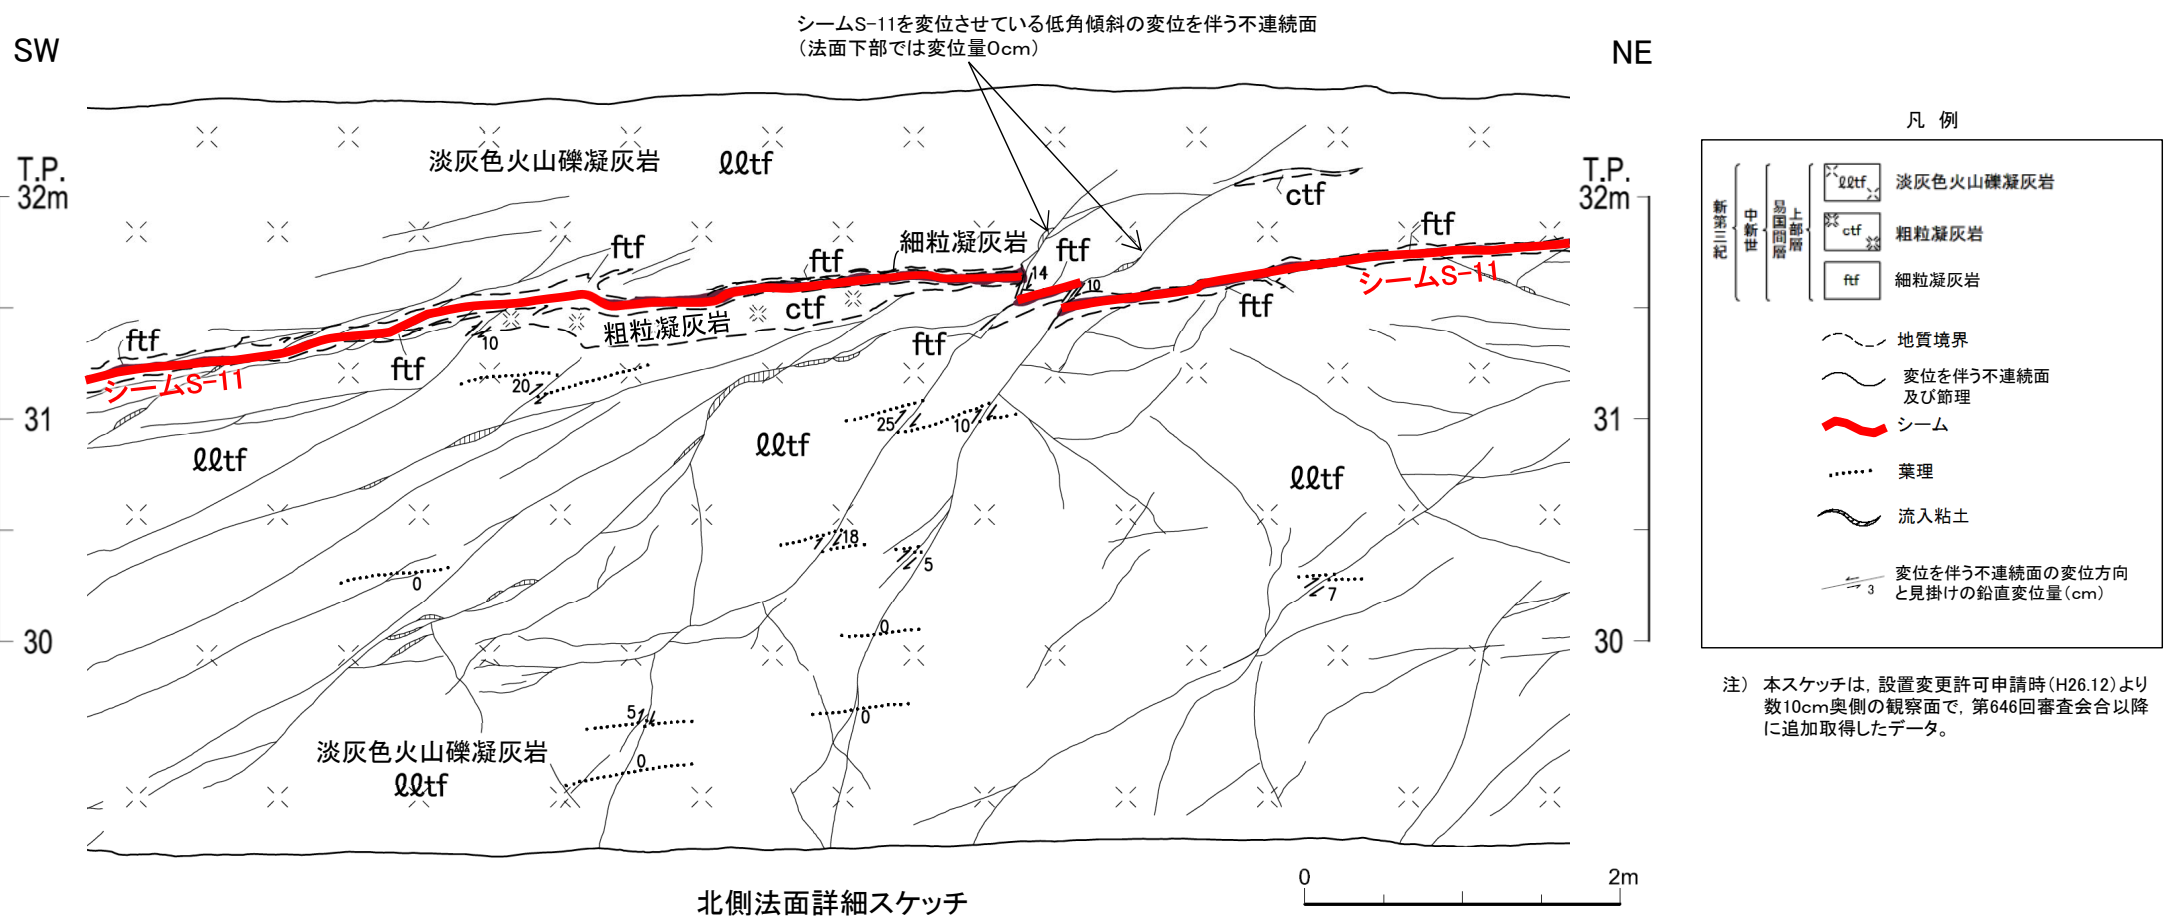 シームS-11を変位させている低角傾斜の変位を伴う不連続面
（法面下部では変位量0cm）
SW
NE
T.P.
32m
31
30
T.P.
32m
31
30
淡灰色火山礫凝灰岩 ℓℓtf
ctf
ftf
細粒凝灰岩
ftf
ftf
ftf
14
10
シームS-11
ftf
ctf
粗粒凝灰岩
10
ftf
ftf
ftf
シームS-11
20
25
10
ℓℓtf
ℓℓtf
ℓℓtf
18
5
0
7
0
5
0
0
淡灰色火山礫凝灰岩
ℓℓtf
北側法面詳細スケッチ
0
2m
凡 例
新第三紀
中新世
易国間層
上部層
ℓℓtf 淡灰色火山礫凝灰岩
ctf 粗粒凝灰岩
ftf 細粒凝灰岩
地質境界
変位を伴う不連続面
及び節理
シーム
葉理
流入粘土
3
変位を伴う不連続面の変位方向
と見掛けの鉛直変位量（cm）
注） 本スケッチは，設置変更許可申請時（H26.12）より
数10cm奥側の観察面で，第646回審査会合以降
に追加取得したデータ。